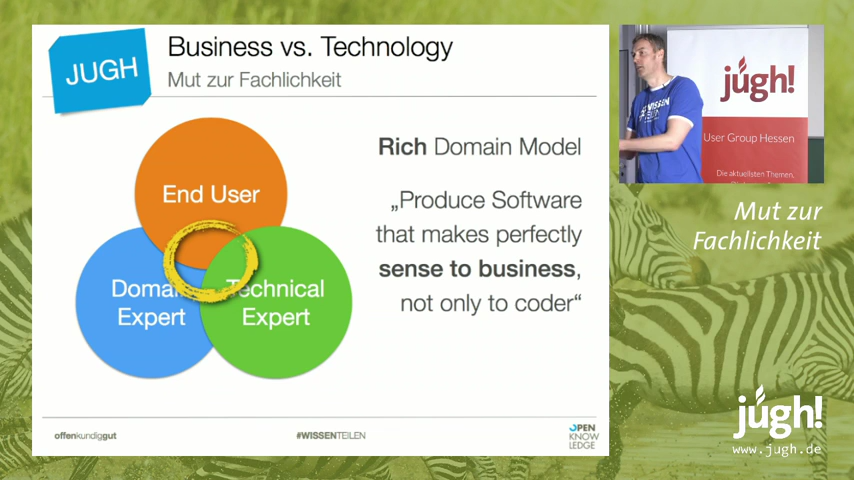 JUGH
Business vs. Technology
Mut zur Fachlichkeit
End User
Domain
Expert
Technical
Expert
Rich Domain Model
„Produce Software
that makes perfectly
sense to business,
not only to coder“
offenkundiggut
#WISSENTEILEN
OPEN
KNOW
LEDGE
WISSEN
jugh!
User Group Hessen
Die aktuellsten Themen.
Mut zur
Fachlichkeit
jugh!
www.jugh.de